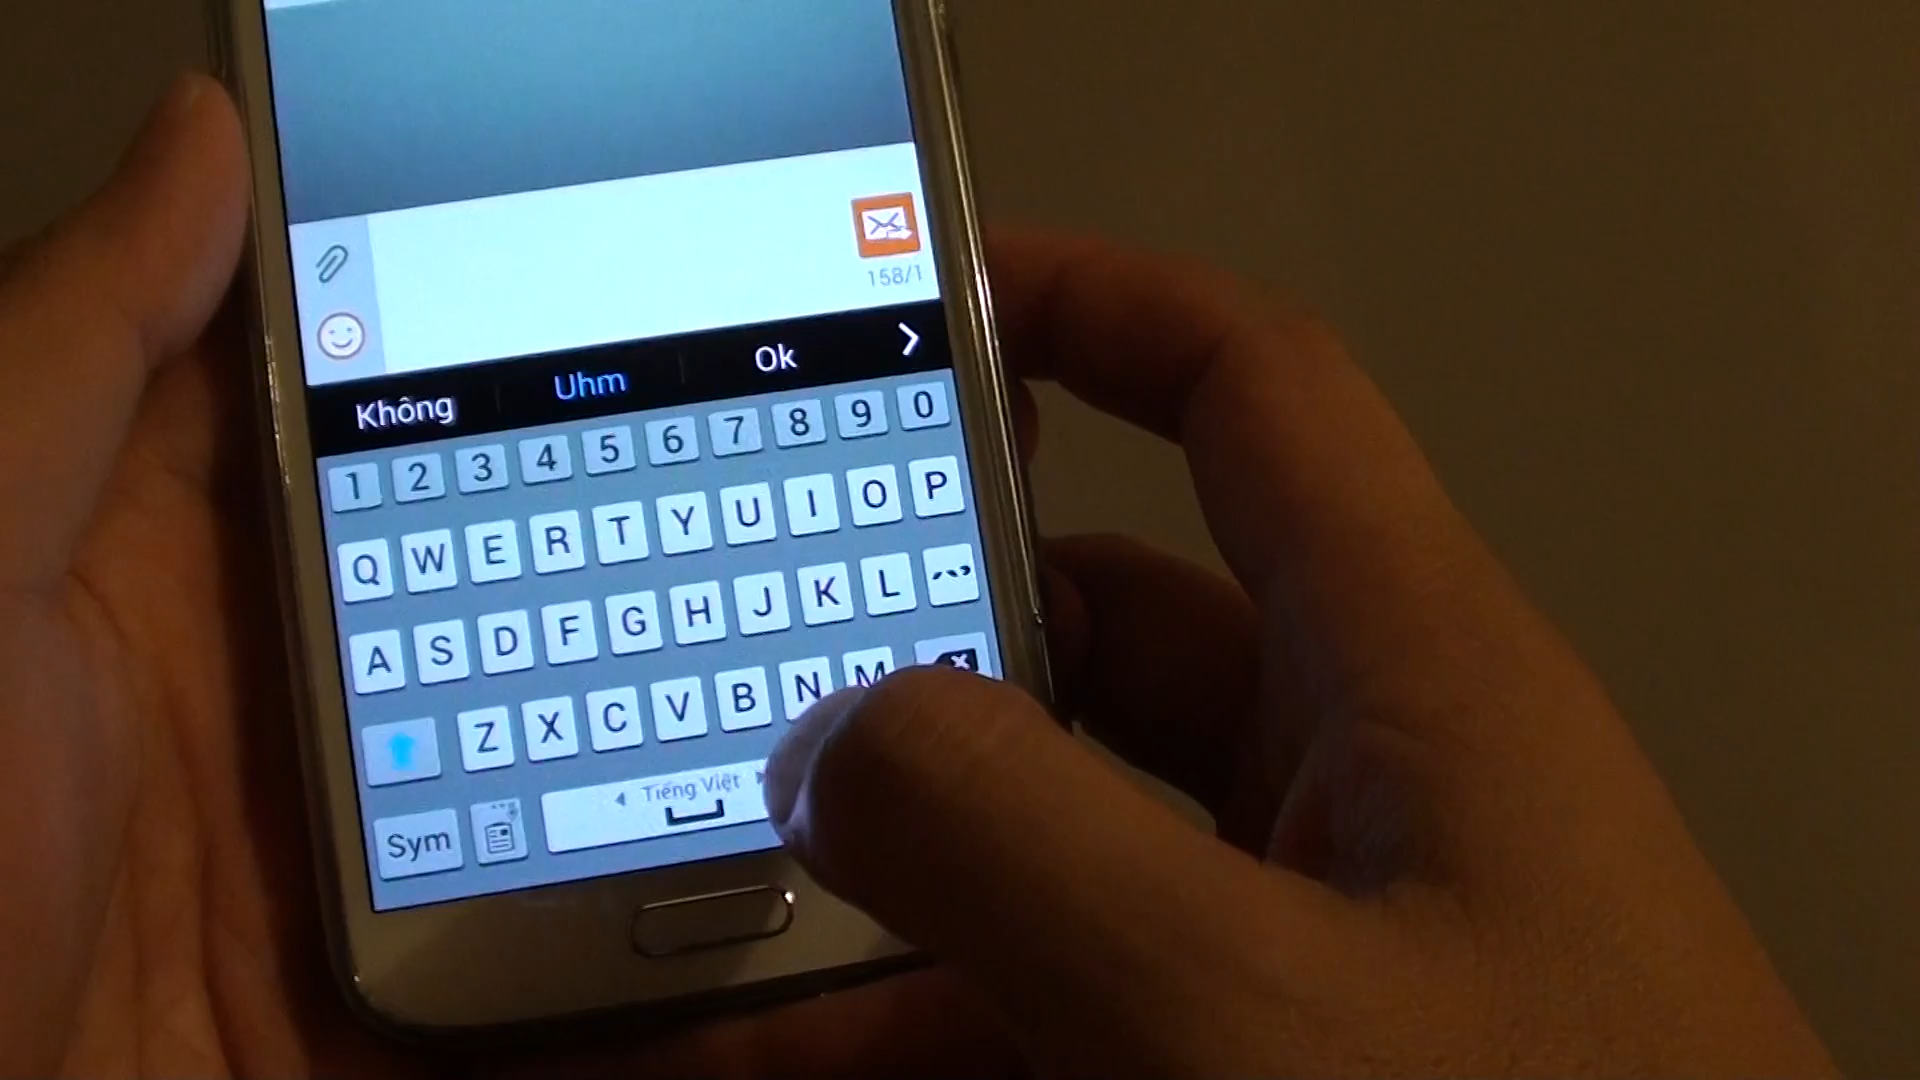 158/1
Không Uhm Ok
1 2 3 4 5 6 7 8 9 0
Q W E R T Y U I O P
A S D F G H J K L
Z X C V B N M
Tiếng Việt
Sym